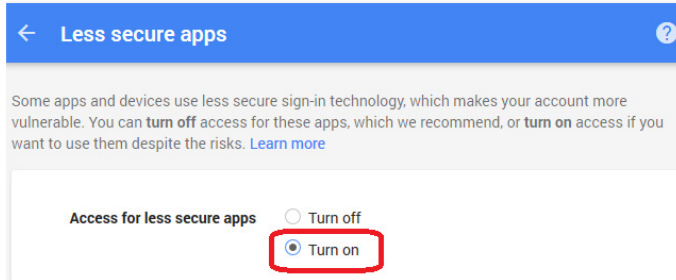 Less secure apps
Some apps and devices use less secure sign-in technology, which makes your account more
vulnerable. You can turn off access for these apps, which we recommend, or turn on access if you
want to use them despite the risks. Learn more
Access for less secure apps Turn off
Turn on